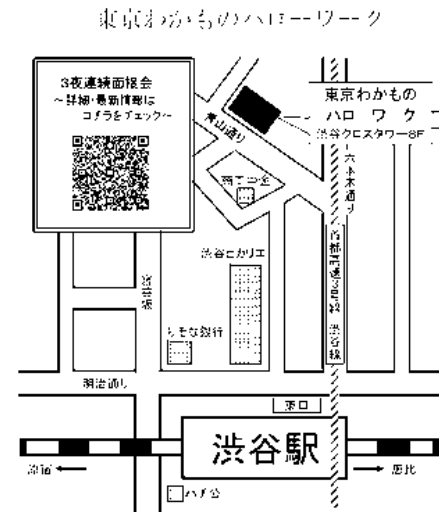 東京わかものハローワーク
3夜連続面接会
～詳細・最新情報は
コチラをチェック～
東京わかもの
ハローワーク
渋谷クロスタワー8F
青山通り
六本木通り
渋谷ヒカリエ
首都高速3号線 渋谷線
宮益坂
りそな銀行
明治通り
東口
渋谷駅
原宿
恵比
ハチ公